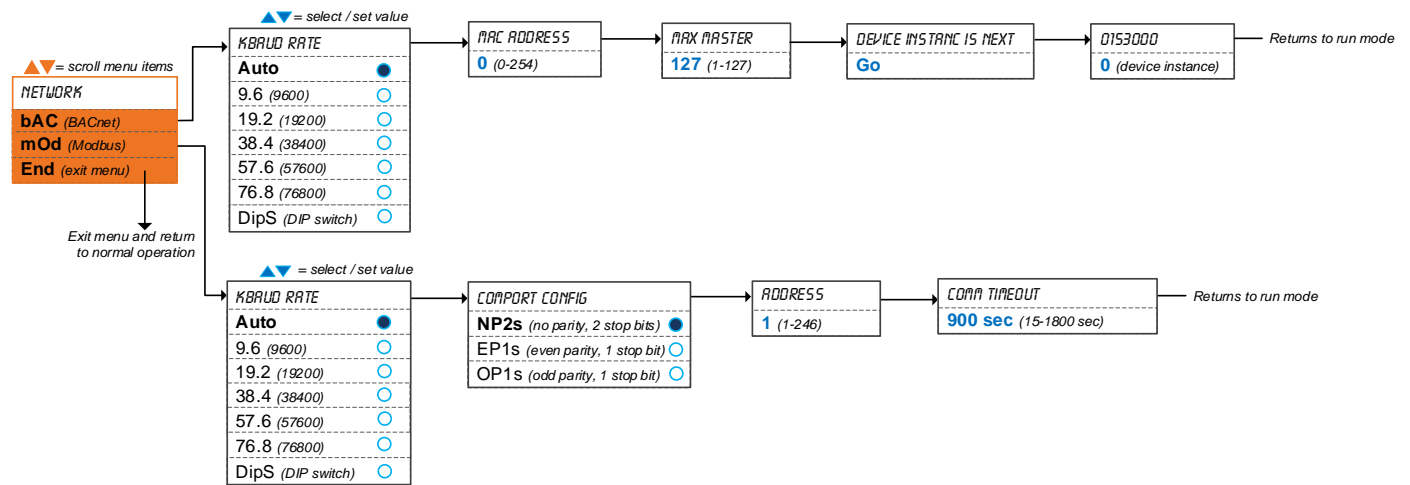 ▲▼ = scroll menu items
NETWORK
bAC (BACnet)
mOd (Modbus)
End (exit menu)
Exit menu and return
to normal operation
▲▼ = select / set value
KBAUD RATE
Auto
9.6 (9600)
19.2 (19200)
38.4 (38400)
57.6 (57600)
76.8 (76800)
DipS (DIP switch)
MAC ADDRESS
0 (0-254)
MAX MASTER
127 (1-127)
DEVICE INSTANC IS NEXT
Go
0153000
0 (device instance)
Returns to run mode
▲▼ = select / set value
KBAUD RATE
Auto
9.6 (9600)
19.2 (19200)
38.4 (38400)
57.6 (57600)
76.8 (76800)
DipS (DIP switch)
COMPORT CONFIG
NP2s (no parity, 2 stop bits)
EP1s (even parity, 1 stop bit)
OP1s (odd parity, 1 stop bit)
ADDRESS
1 (1-246)
COMM TIMEOUT
900 sec (15-1800 sec)
Returns to run mode